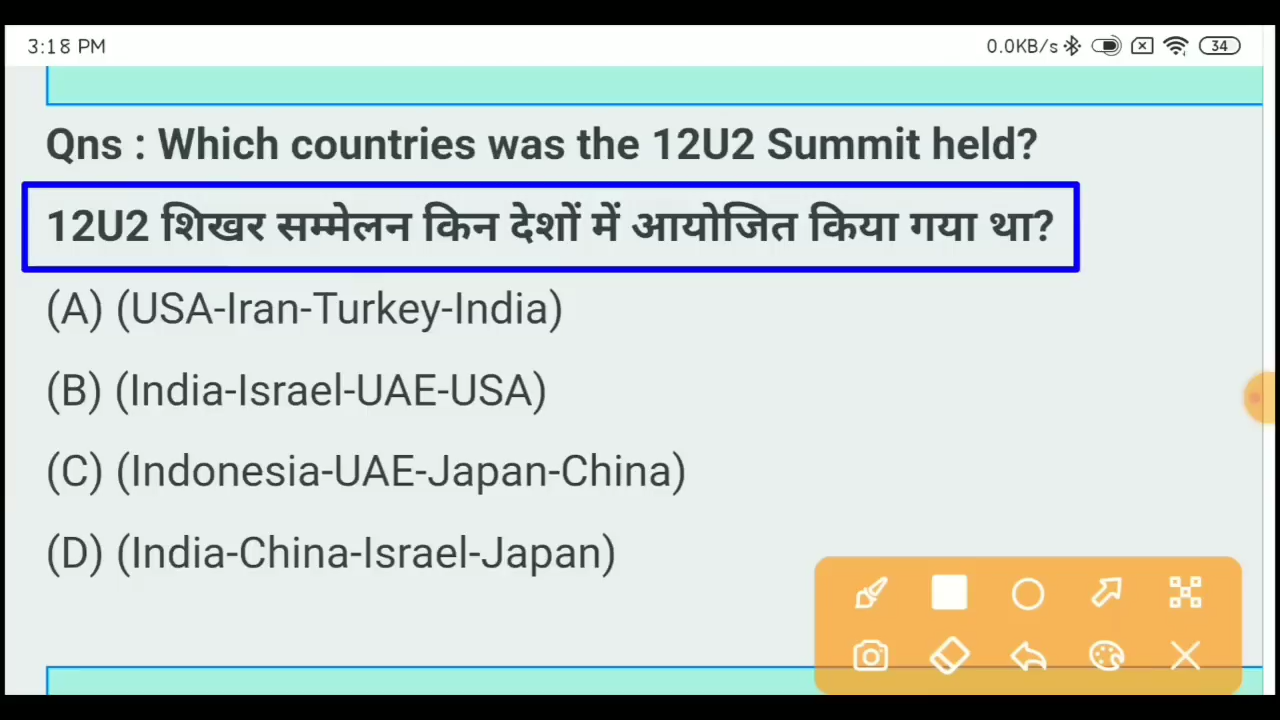 3:18 PM
0.0KB/s
34
Qns : Which countries was the 12U2 Summit held?
12U2 शिखर सम्मेलन किन देशों में आयोजित किया गया था?
(A) (USA-Iran-Turkey-India)
(B) (India-Israel-UAE-USA)
(C) (Indonesia-UAE-Japan-China)
(D) (India-China-Israel-Japan)